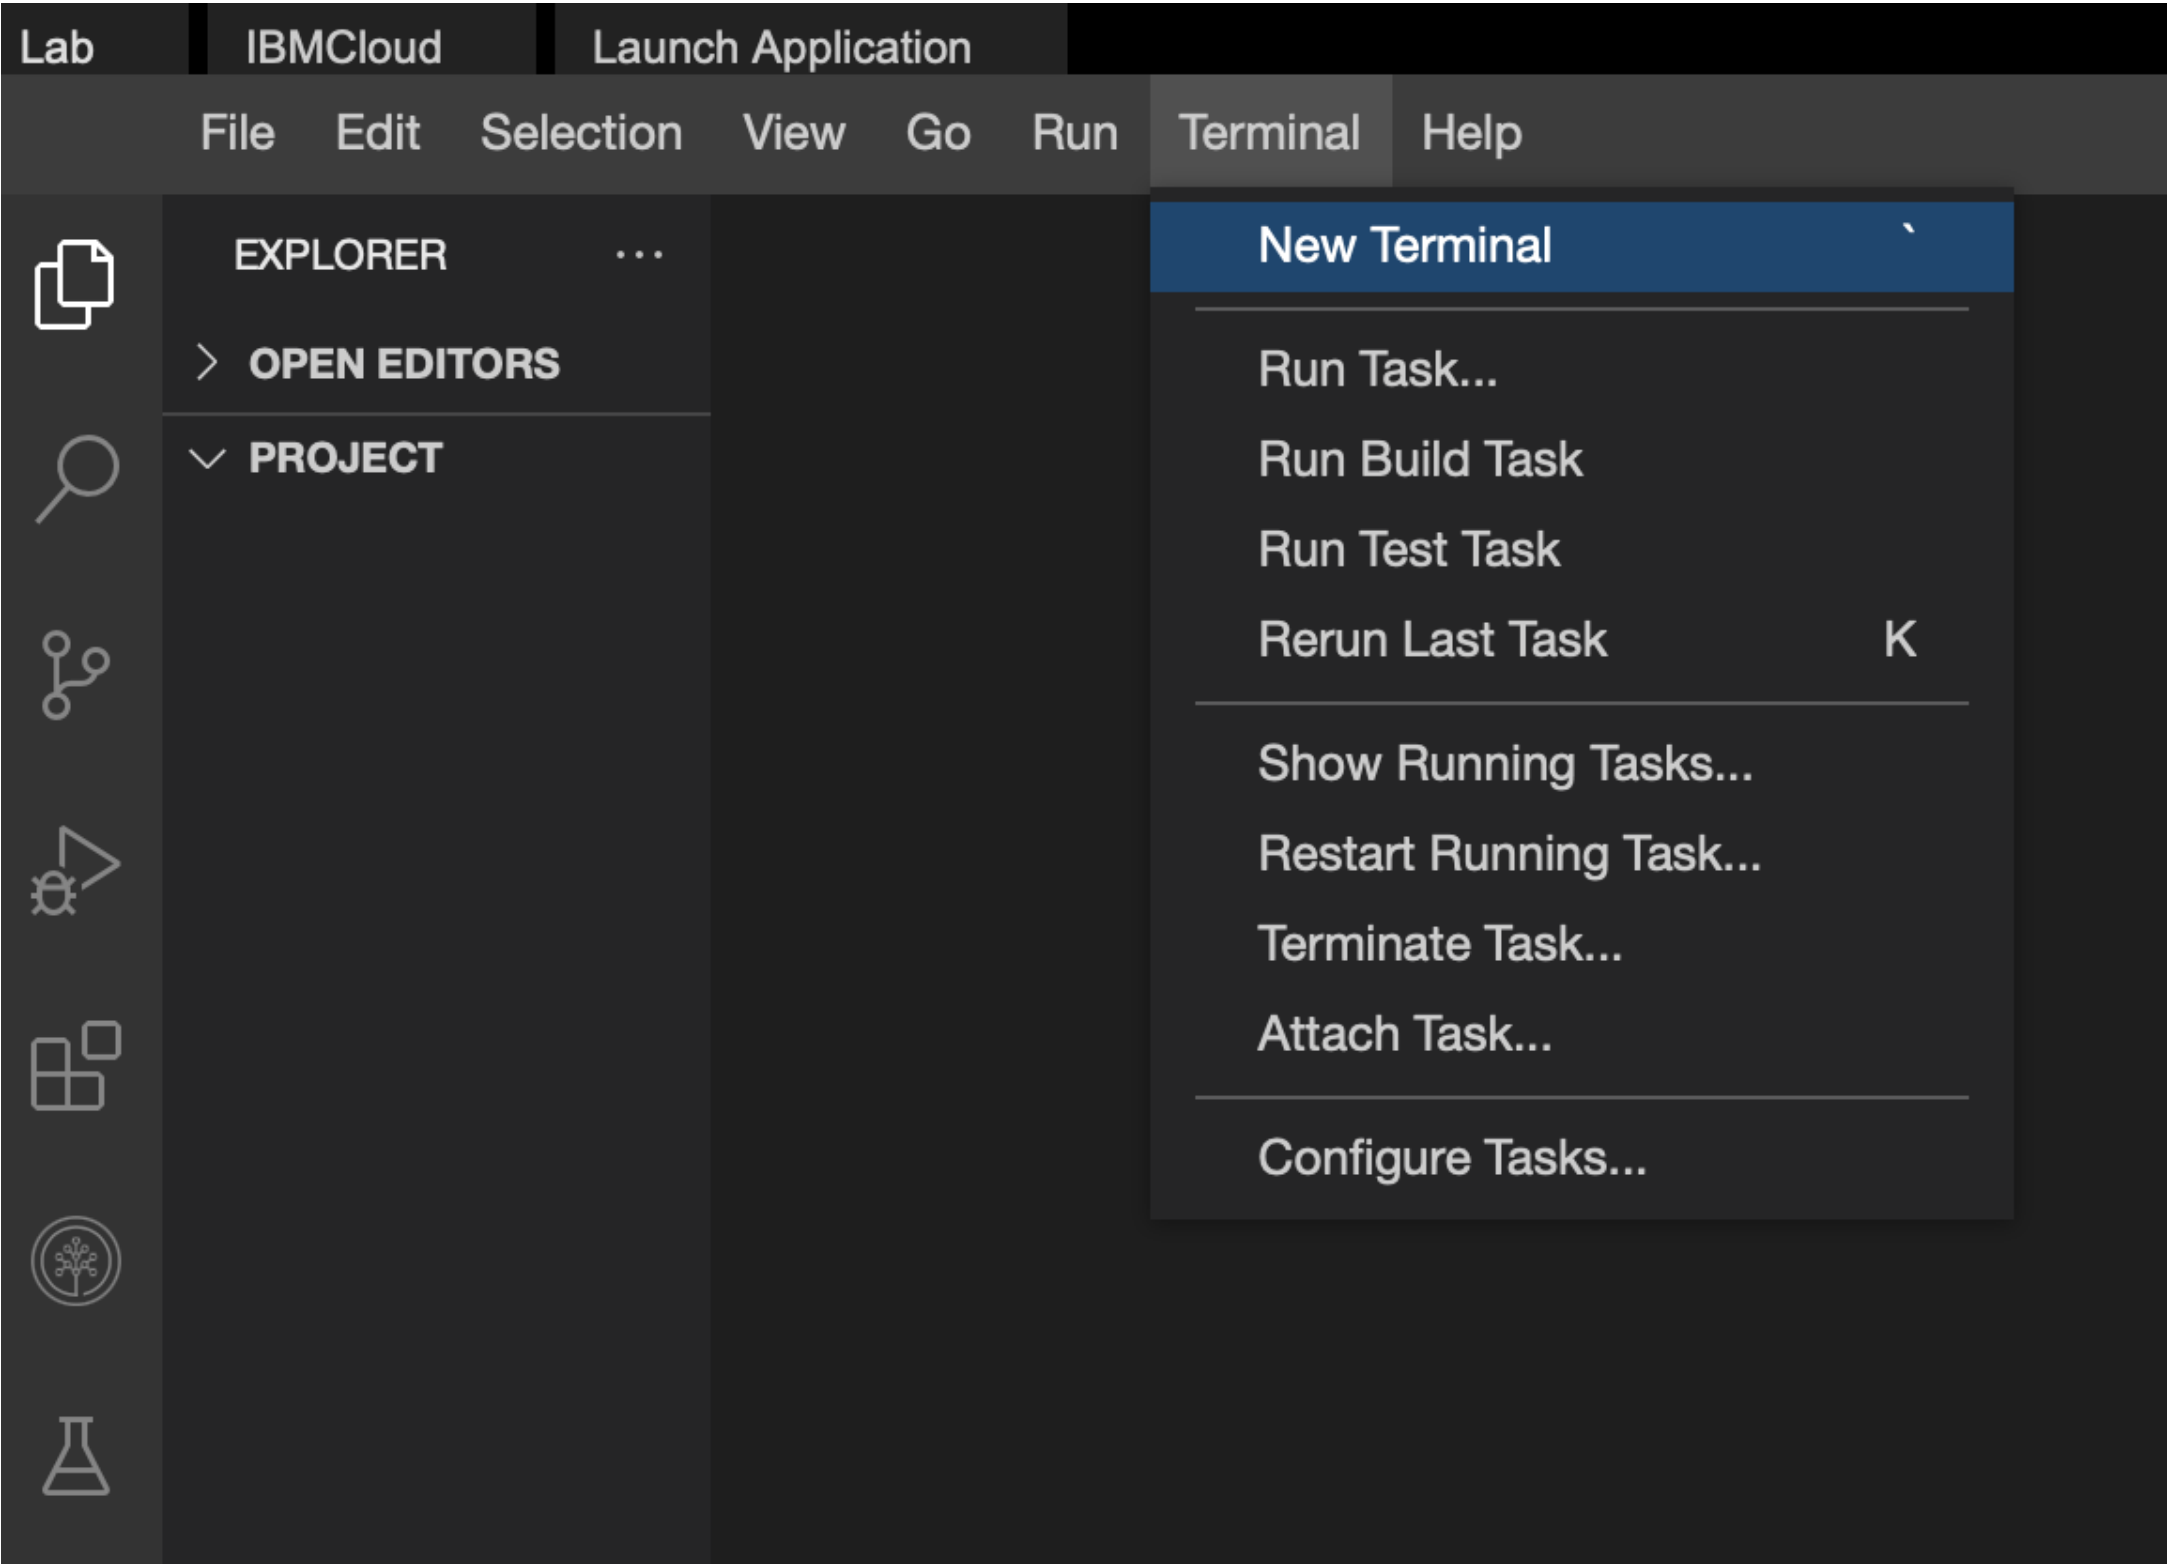 Lab IBMCloud Launch Application
File Edit Selection View Go Run Terminal Help
EXPLORER ...
OPEN EDITORS
PROJECT
New Terminal `
Run Task...
Run Build Task
Run Test Task
Rerun Last Task K
Show Running Tasks...
Restart Running Task...
Terminate Task...
Attach Task...
Configure Tasks...